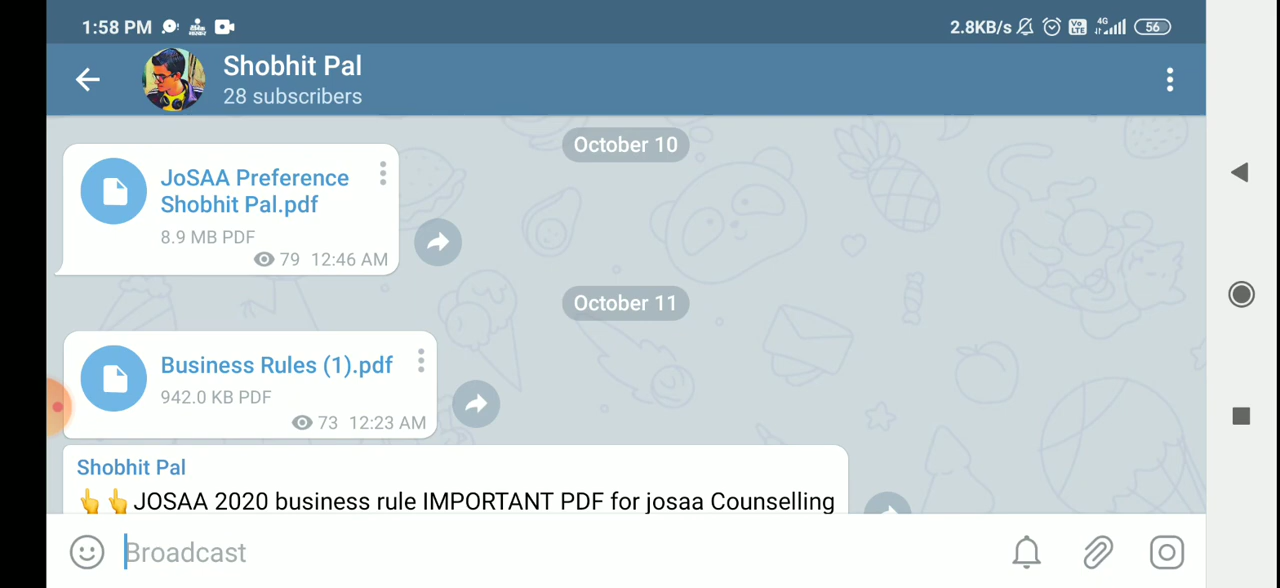 1:58 PM
2.8KB/s 4G 56
Shobhit Pal
28 subscribers
October 10
JoSAA Preference
Shobhit Pal.pdf
8.9 MB PDF
79 12:46 AM
October 11
Business Rules (1).pdf
942.0 KB PDF
73 12:23 AM
Shobhit Pal
👆👆JOSAA 2020 business rule IMPORTANT PDF for josaa Counselling
Broadcast